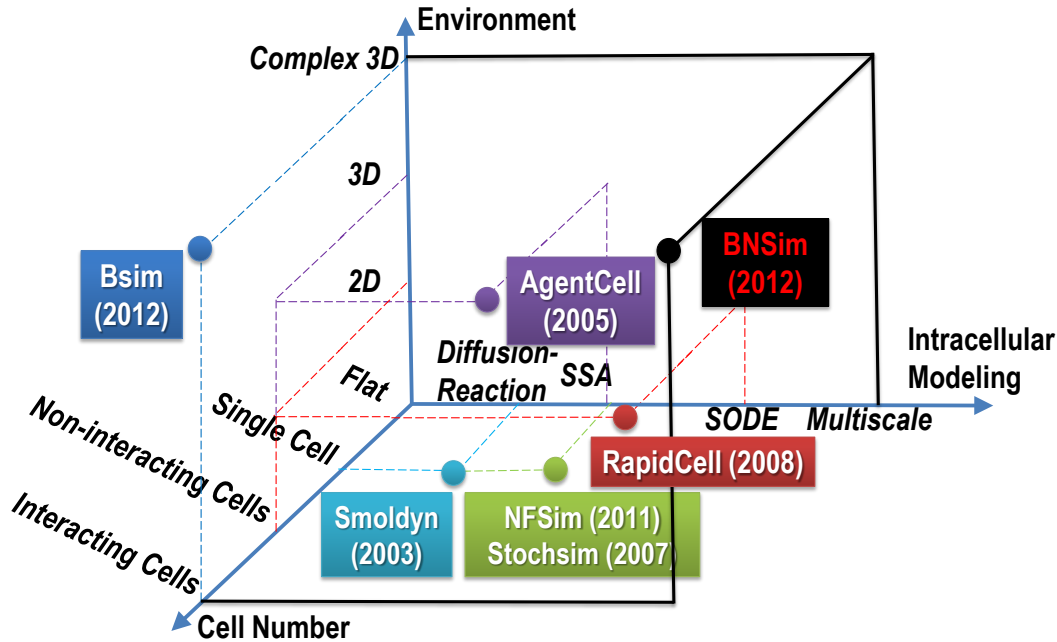 Environment
Complex 3D
3D
2D
Flat
Bsim
(2012)
AgentCell
(2005)
BNSim
(2012)
Diffusion-
Reaction
SSA
SODE
Multiscale
Intracellular
Modeling
Single Cell
Non-interacting Cells
Interacting Cells
RapidCell (2008)
Smoldyn
(2003)
NFSim (2011)
Stochsim (2007)
Cell Number